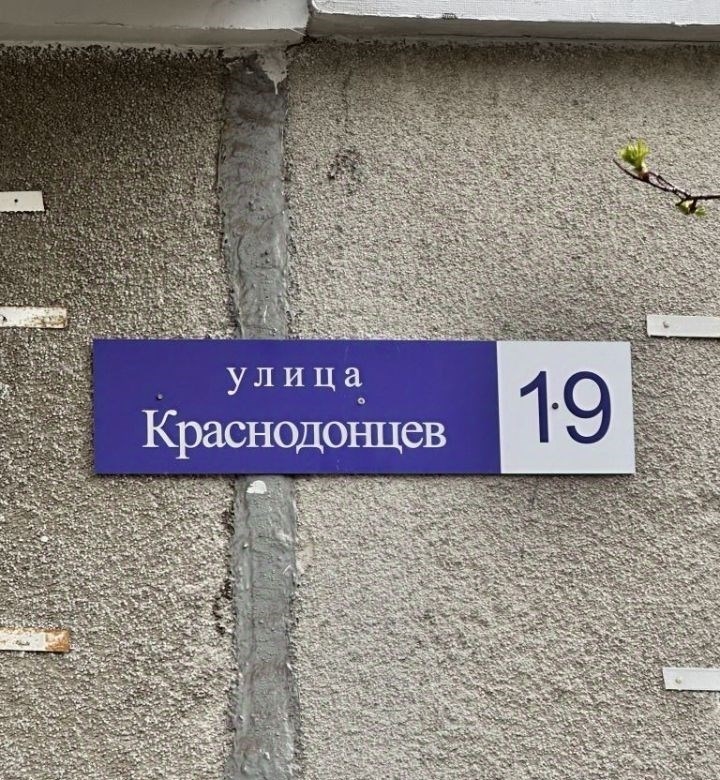 улица
Краснодонцев
19